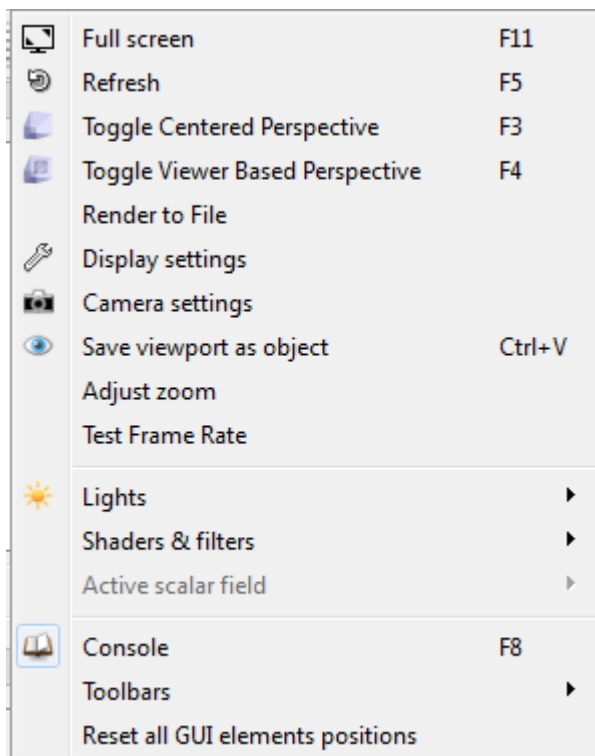 Full screen F11
Refresh F5
Toggle Centered Perspective F3
Toggle Viewer Based Perspective F4
Render to File
Display settings
Camera settings
Save viewport as object Ctrl+V
Adjust zoom
Test Frame Rate
Lights
Shaders & filters
Active scalar field
Console F8
Toolbars
Reset all GUI elements positions